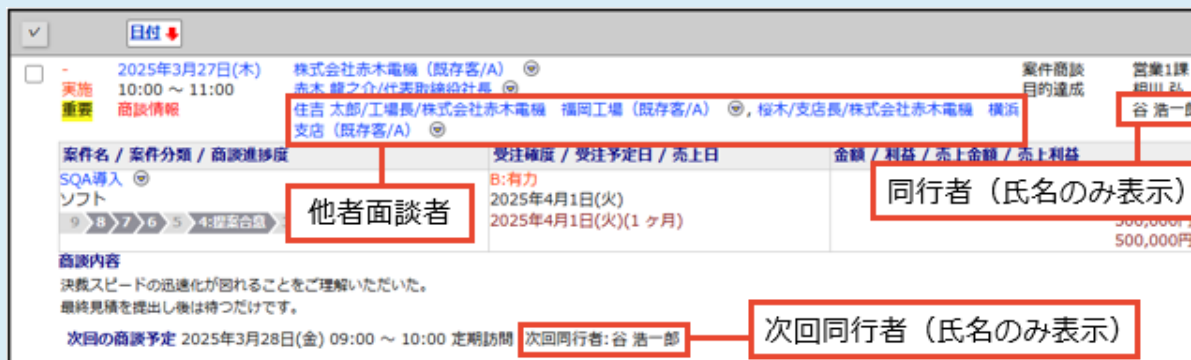 日付
- 2025年3月27日(木) 株式会社赤木電機（既存客/A） 案件商談 営業1課
実施 10:00 ～ 11:00 赤木 龍之介/代表取締役社長 目的達成 相川 弘
重要 商談情報 住吉 太郎/工場長/株式会社赤木電機 福岡工場（既存客/A） , 桜木/支店長/株式会社赤木電機 横浜 谷 浩一郎
支店（既存客/A）
案件名 / 案件分類 / 商談進捗度 受注確度 / 受注予定日 / 売上日 金額 / 利益 / 売上金額 / 売上利益
SQA導入 B:有力
ソフト 2025年4月1日(火)
9 8 7 6 5 4:提案合意 2025年4月1日(火)(1 ヶ月) 500,000円
500,000円
他者面談者
同行者（氏名のみ表示）
商談内容
決裁スピードの迅速化が図れることをご理解いただいた。
最終見積を提出し後は待つだけです。
次回の商談予定 2025年3月28日(金) 09:00 ～ 10:00 定期訪問 次回同行者: 谷 浩一郎
次回同行者（氏名のみ表示）